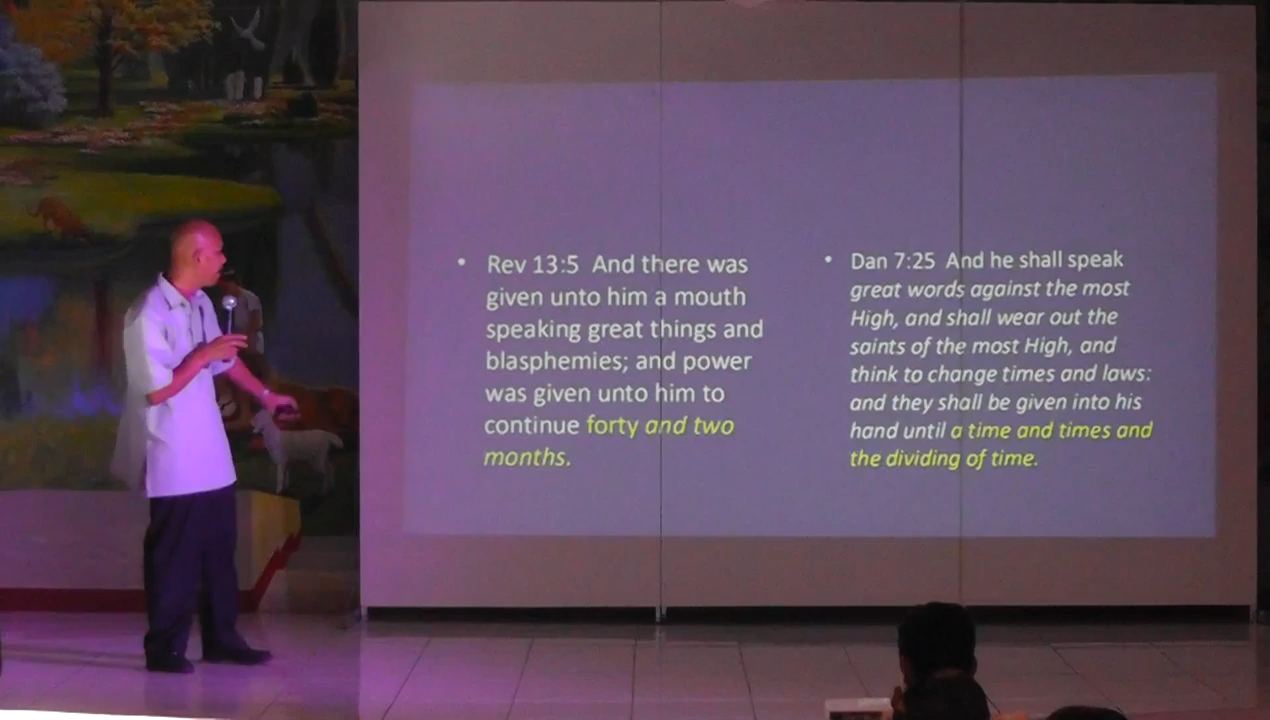 • Rev 13:5 And there was
given unto him a mouth
speaking great things and
blasphemies; and power
was given unto him to
continue forty and two
months.
• Dan 7:25 And he shall speak
great words against the most
High, and shall wear out the
saints of the most High, and
think to change times and laws:
and they shall be given into his
hand until a time and times and
the dividing of time.